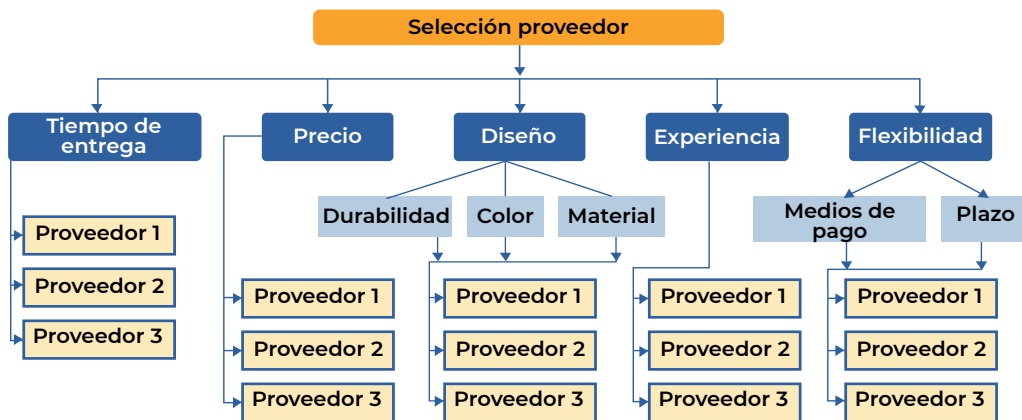 Selección proveedor
Tiempo de
entrega
Precio
Diseño
Experiencia
Flexibilidad
Durabilidad
Color
Material
Medios de
pago
Plazo
Proveedor 1
Proveedor 2
Proveedor 3
Proveedor 1
Proveedor 2
Proveedor 3
Proveedor 1
Proveedor 2
Proveedor 3
Proveedor 1
Proveedor 2
Proveedor 3
Proveedor 1
Proveedor 2
Proveedor 3